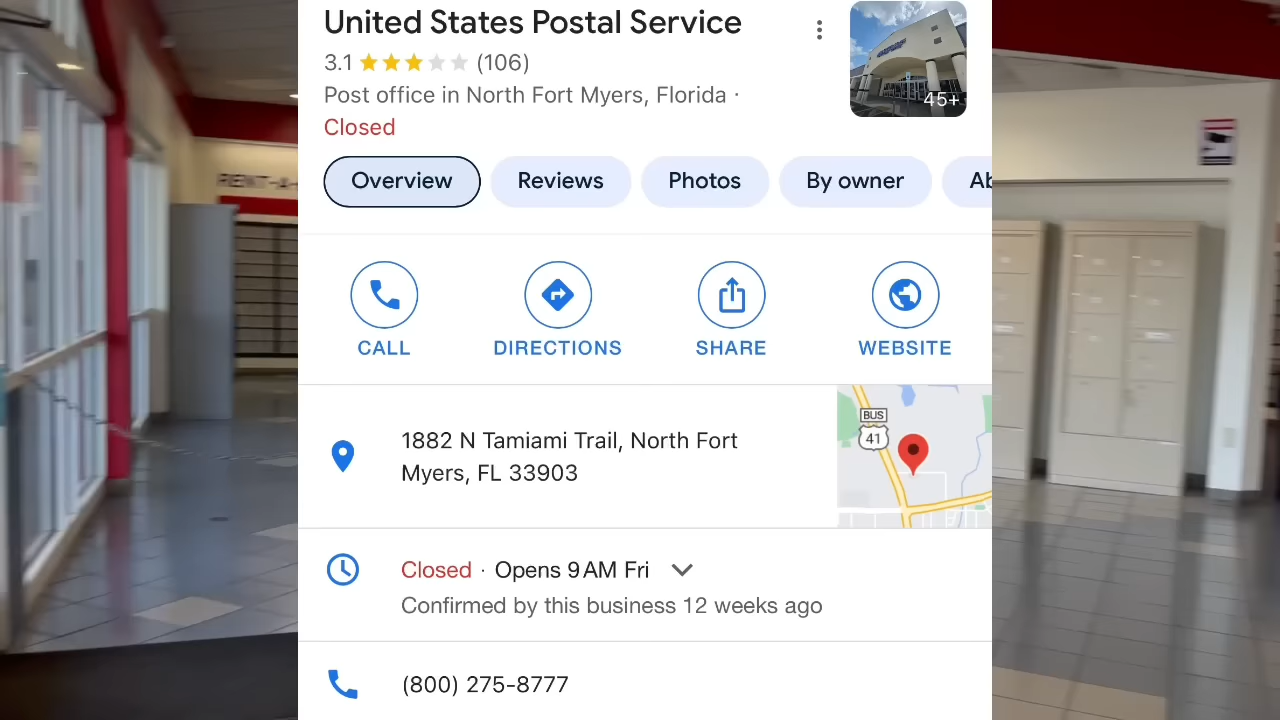 United States Postal Service
3.1 (106)
45+
Post office in North Fort Myers, Florida ·
Closed
Overview
Reviews
Photos
By owner
Ab
RENT-A-
CALL
DIRECTIONS
SHARE
WEBSITE
1882 N Tamiami Trail, North Fort
Myers, FL 33903
BUS
41
Closed · Opens 9 AM Fri
Confirmed by this business 12 weeks ago
(800) 275-8777